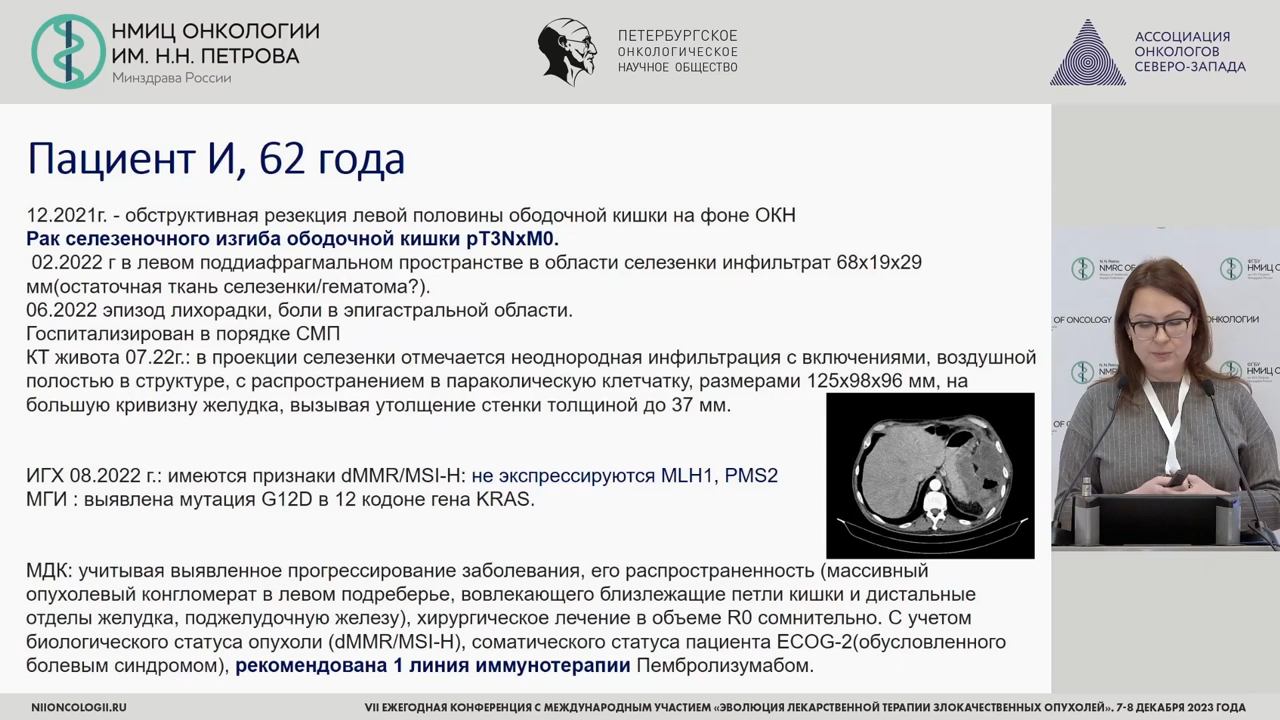 НМИЦ ОНКОЛОГИИ
ИМ. Н.Н. ПЕТРОВА
Минздрава России
ПЕТЕРБУРГСКОЕ
ОНКОЛОГИЧЕСКОЕ
НАУЧНОЕ ОБЩЕСТВО
АССОЦИАЦИЯ
ОНКОЛОГОВ
СЕВЕРО-ЗАПАДА
Пациент И, 62 года
12.2021г. - обструктивная резекция левой половины ободочной кишки на фоне ОКН
Рак селезеночного изгиба ободочной кишки pT3NxM0.
02.2022 г в левом поддиафрагмальном пространстве в области селезенки инфильтрат 68х19х29
мм(остаточная ткань селезенки/гематома?).
06.2022 эпизод лихорадки, боли в эпигастральной области.
Госпитализирован в порядке СМП
КТ живота 07.22г.: в проекции селезенки отмечается неоднородная инфильтрация с включениями, воздушной
полостью в структуре, с распространением в параколическую клетчатку, размерами 125х98х96 мм, на
большую кривизну желудка, вызывая утолщение стенки толщиной до 37 мм.
ИГХ 08.2022 г.: имеются признаки dMMR/MSI-H: не экспрессируются MLH1, PMS2
МГИ : выявлена мутация G12D в 12 кодоне гена KRAS.
МДК: учитывая выявленное прогрессирование заболевания, его распространенность (массивный
опухолевый конгломерат в левом подреберье, вовлекающего близлежащие петли кишки и дистальные
отделы желудка, поджелудочную железу), хирургическое лечение в объеме R0 сомнительно. С учетом
биологического статуса опухоли (dMMR/MSI-H), соматического статуса пациента ECOG-2(обусловленного
болевым синдромом), рекомендована 1 линия иммунотерапии Пембролизумабом.
OF ONCOLOGY
ОНКОЛОГИИ
NIIONCOLOGII.RU
VII ЕЖЕГОДНАЯ КОНФЕРЕНЦИЯ С МЕЖДУНАРОДНЫМ УЧАСТИЕМ «ЭВОЛЮЦИЯ ЛЕКАРСТВЕННОЙ ТЕРАПИИ ЗЛОКАЧЕСТВЕННЫХ ОПУХОЛЕЙ». 7-8 ДЕКАБРЯ 2023 ГОДА